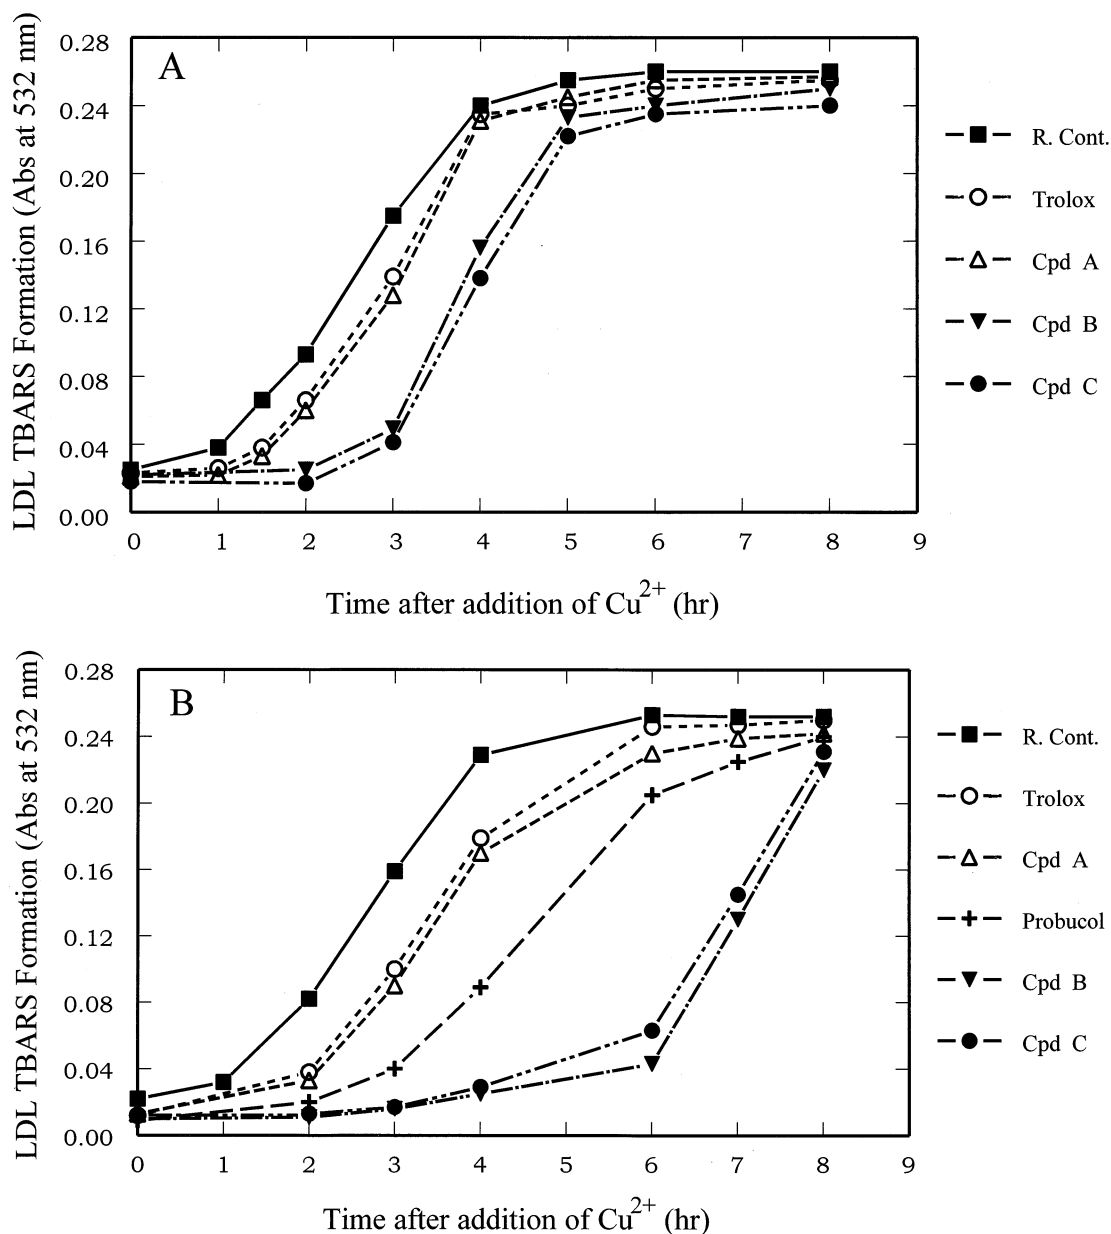 A
LDL TBARS Formation (Abs at 532 nm)
0.28
0.24
0.20
0.16
0.12
0.08
0.04
0.00
0 1 2 3 4 5 6 7 8 9
Time after addition of Cu²⁺ (hr)
R. Cont.
Trolox
Cpd A
Cpd B
Cpd C
B
LDL TBARS Formation (Abs at 532 nm)
0.28
0.24
0.20
0.16
0.12
0.08
0.04
0.00
0 1 2 3 4 5 6 7 8 9
Time after addition of Cu²⁺ (hr)
R. Cont.
Trolox
Cpd A
Probucol
Cpd B
Cpd C